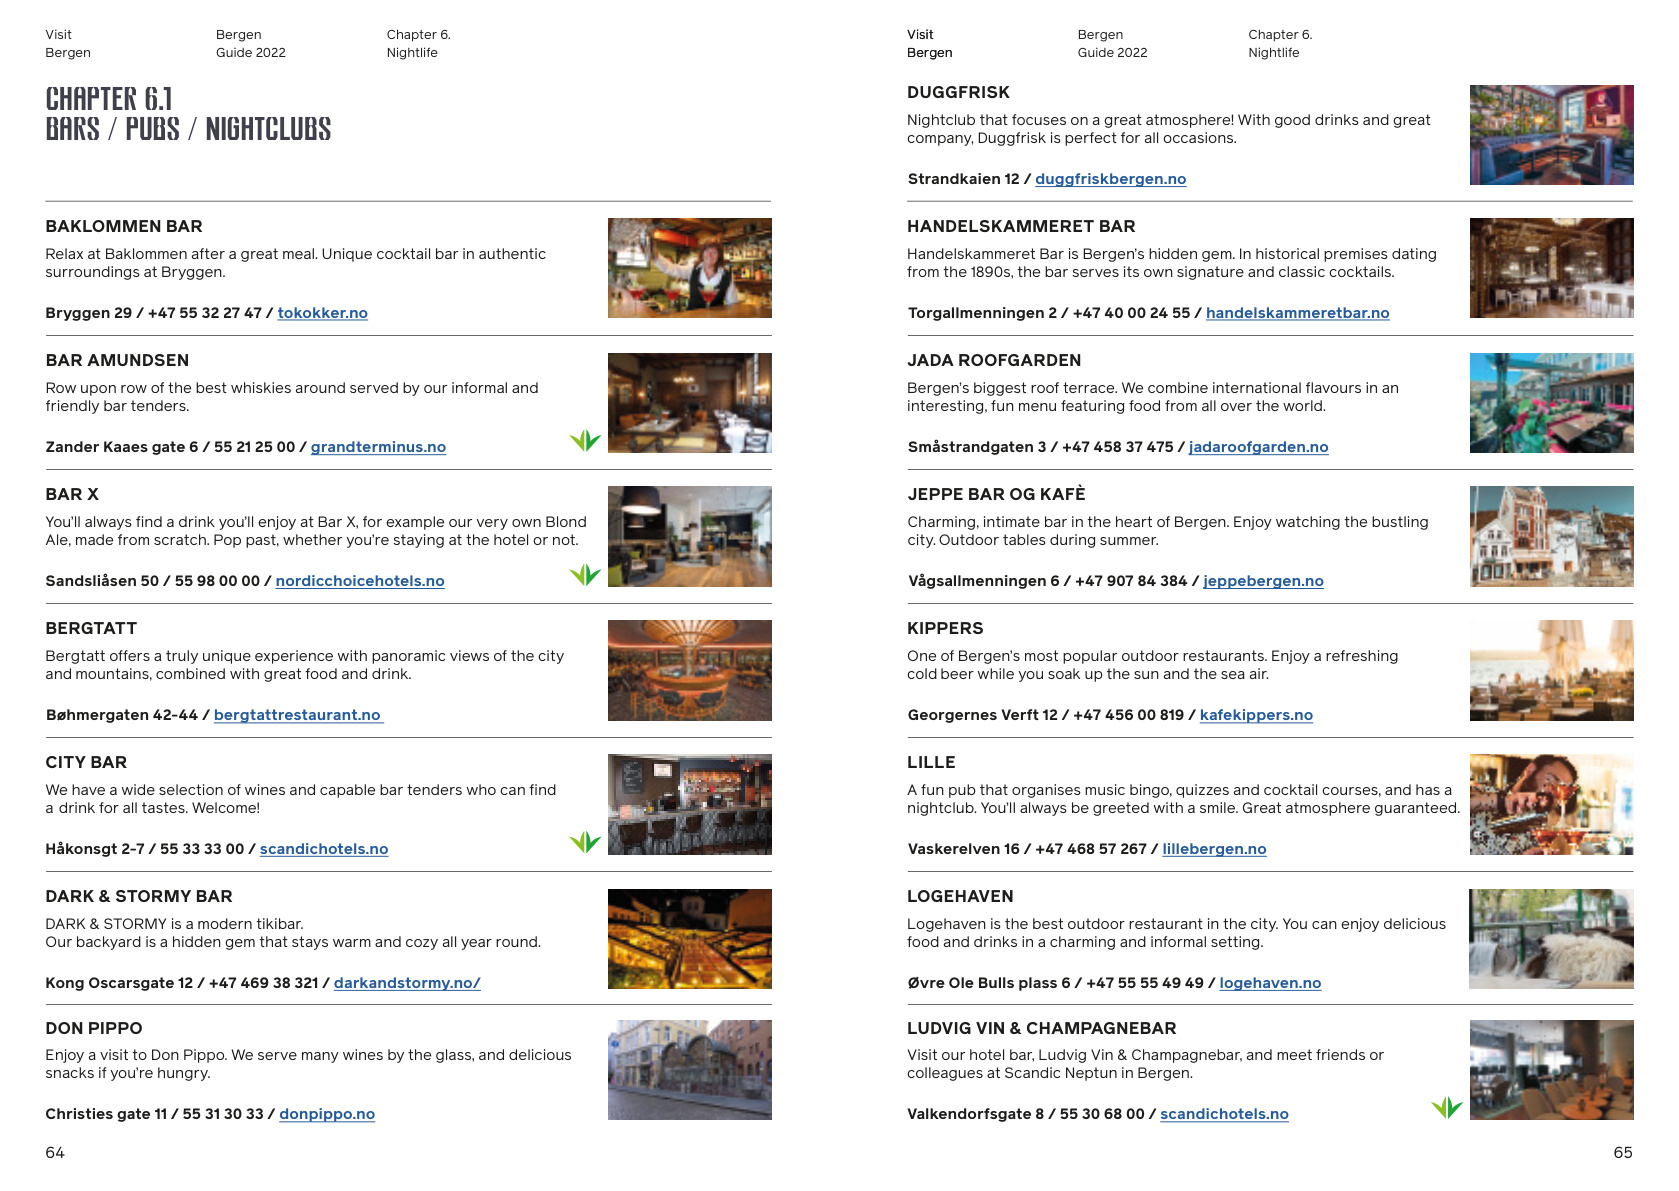 Visit
Bergen
Bergen
Guide 2022
Chapter 6.
Nightlife
CHAPTER 6.1
BARS / PUBS / NIGHTCLUBS
BAKLOMMEN BAR
Relax at Baklommen after a great meal. Unique cocktail bar in authentic
surroundings at Bryggen.
Bryggen 29 / +47 55 32 27 47 / tokokker.no
BAR AMUNDSEN
Row upon row of the best whiskies around served by our informal and
friendly bar tenders.
Zander Kaaes gate 6 / 55 21 25 00 / grandterminus.no
BAR X
You'll always find a drink you'll enjoy at Bar X, for example our very own Blond
Ale, made from scratch. Pop past, whether you're staying at the hotel or not.
Sandsliåsen 50 / 55 98 00 00 / nordicchoicehotels.no
BERGTATT
Bergtatt offers a truly unique experience with panoramic views of the city
and mountains, combined with great food and drink.
Bøhmergaten 42-44 / bergtattrestaurant.no
CITY BAR
We have a wide selection of wines and capable bar tenders who can find
a drink for all tastes. Welcome!
Håkonsgt 2-7 / 55 33 33 00 / scandichotels.no
DARK & STORMY BAR
DARK & STORMY is a modern tikibar.
Our backyard is a hidden gem that stays warm and cozy all year round.
Kong Oscarsgate 12 / +47 469 38 321 / darkandstormy.no/
DON PIPPO
Enjoy a visit to Don Pippo. We serve many wines by the glass, and delicious
snacks if you're hungry.
Christies gate 11 / 55 31 30 33 / donpippo.no
64
Visit
Bergen
Bergen
Guide 2022
Chapter 6.
Nightlife
DUGGFRISK
Nightclub that focuses on a great atmosphere! With good drinks and great
company, Duggfrisk is perfect for all occasions.
Strandkaien 12 / duggfriskbergen.no
HANDELSKAMMERET BAR
Handelskammeret Bar is Bergen's hidden gem. In historical premises dating
from the 1890s, the bar serves its own signature and classic cocktails.
Torgallmenningen 2 / +47 40 00 24 55 / handelskammeretbar.no
JADA ROOFGARDEN
Bergen's biggest roof terrace. We combine international flavours in an
interesting, fun menu featuring food from all over the world.
Småstrandgaten 3 / +47 458 37 475 / jadaroofgarden.no
JEPPE BAR OG KAFÈ
Charming, intimate bar in the heart of Bergen. Enjoy watching the bustling
city. Outdoor tables during summer.
Vågsallmenningen 6 / +47 907 84 384 / jeppebergen.no
KIPPERS
One of Bergen's most popular outdoor restaurants. Enjoy a refreshing
cold beer while you soak up the sun and the sea air.
Georgernes Verft 12 / +47 456 00 819 / kafekippers.no
LILLE
A fun pub that organises music bingo, quizzes and cocktail courses, and has a
nightclub. You'll always be greeted with a smile. Great atmosphere guaranteed.
Vaskerelven 16 / +47 468 57 267 / lillebergen.no
LOGEHAVEN
Logehaven is the best outdoor restaurant in the city. You can enjoy delicious
food and drinks in a charming and informal setting.
Øvre Ole Bulls plass 6 / +47 55 55 49 49 / logehaven.no
LUDVIG VIN & CHAMPAGNEBAR
Visit our hotel bar, Ludvig Vin & Champagnebar, and meet friends or
colleagues at Scandic Neptun in Bergen.
Valkendorfsgate 8 / 55 30 68 00 / scandichotels.no
65